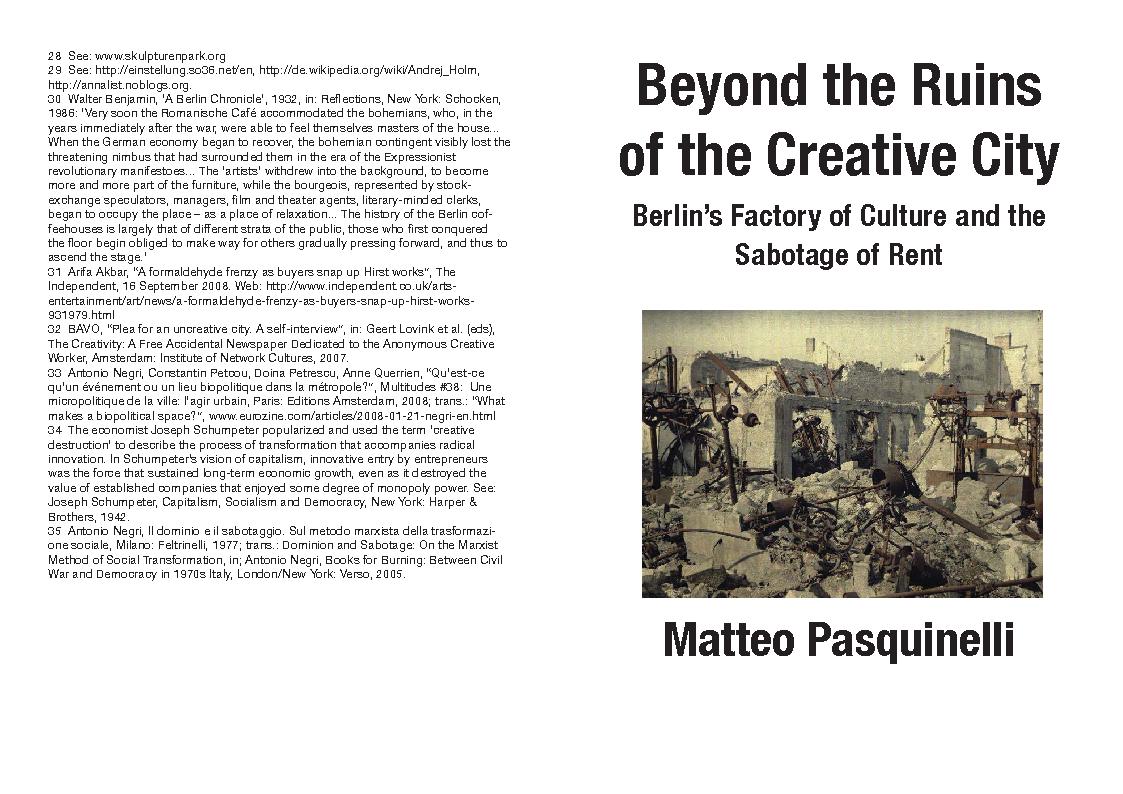 28  See: www.skulpturenpark.org
29  See: http://einstellung.so36.net/en, http://de.wikipedia.org/wiki/Andrej_Holm,
http://annalist.noblogs.org.
30  Walter Benjamin, 'A Berlin Chronicle', 1932, in: Reflections, New York: Schocken,
1986: 'Very soon the Romanische Café accommodated the bohemians, who, in the
years immediately after the war, were able to feel themselves masters of the house...
When the German economy began to recover, the bohemian contingent visibly lost the
threatening nimbus that had surrounded them in the era of the Expressionist
revolutionary manifestoes... The 'artists' withdrew into the background, to become
more and more part of the furniture, while the bourgeois, represented by stock-
exchange speculators, managers, film and theater agents, literary-minded clerks,
began to occupy the place – as a place of relaxation... The history of the Berlin cof-
feehouses is largely that of different strata of the public, those who first conquered
the floor begin obliged to make way for others gradually pressing forward, and thus to
ascend the stage.'
31  Arifa Akbar, "A formaldehyde frenzy as buyers snap up Hirst works", The
Independent, 16 September 2008. Web: http://www.independent.co.uk/arts-
entertainment/art/news/a-formaldehyde-frenzy-as-buyers-snap-up-hirst-works-
931979.html
32  BAVO, "Plea for an uncreative city. A self-interview", in: Geert Lovink et al. (eds),
The Creativity: A Free Accidental Newspaper Dedicated to the Anonymous Creative
Worker, Amsterdam: Institute of Network Cultures, 2007.
33  Antonio Negri, Constantin Petcou, Doina Petrescu, Anne Querrien, "Qu'est-ce
qu'un événement ou un lieu biopolitique dans la métropole?", Multitudes #38:  Une
micropolitique de la ville: l'agir urbain, Paris: Editions Amsterdam, 2008; trans.: "What
makes a biopolitical space?", www.eurozine.com/articles/2008-01-21-negri-en.html
34  The economist Joseph Schumpeter popularized and used the term 'creative
destruction' to describe the process of transformation that accompanies radical
innovation. In Schumpeter's vision of capitalism, innovative entry by entrepreneurs
was the force that sustained long-term economic growth, even as it destroyed the
value of established companies that enjoyed some degree of monopoly power. See:
Joseph Schumpeter, Capitalism, Socialism and Democracy, New York: Harper &
Brothers, 1942.
35  Antonio Negri, Il dominio e il sabotaggio. Sul metodo marxista della trasformazi-
one sociale, Milano: Feltrinelli, 1977; trans.: Dominion and Sabotage: On the Marxist
Method of Social Transformation, in; Antonio Negri, Books for Burning: Between Civil
War and Democracy in 1970s Italy, London/New York: Verso, 2005.
Beyond the Ruins
of the Creative City
Berlin's Factory of Culture and the
Sabotage of Rent
Matteo Pasquinelli